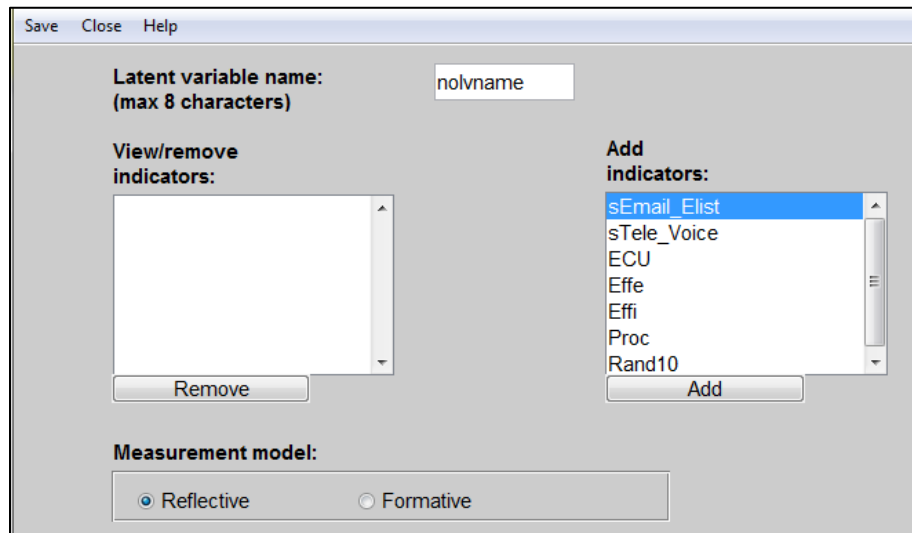 Save Close Help
Latent variable name:
(max 8 characters)
nolvname
View/remove
indicators:
Remove
Add
indicators:
sEmail_Elist
sTele_Voice
ECU
Effe
Effi
Proc
Rand10
Add
Measurement model:
Reflective Formative